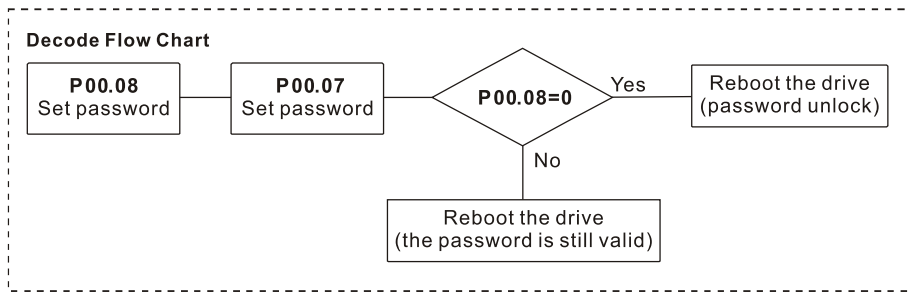 Decode Flow Chart
P00.08
Set password
P00.07
Set password
P00.08=0
Yes
Reboot the drive
(password unlock)
No
Reboot the drive
(the password is still valid)